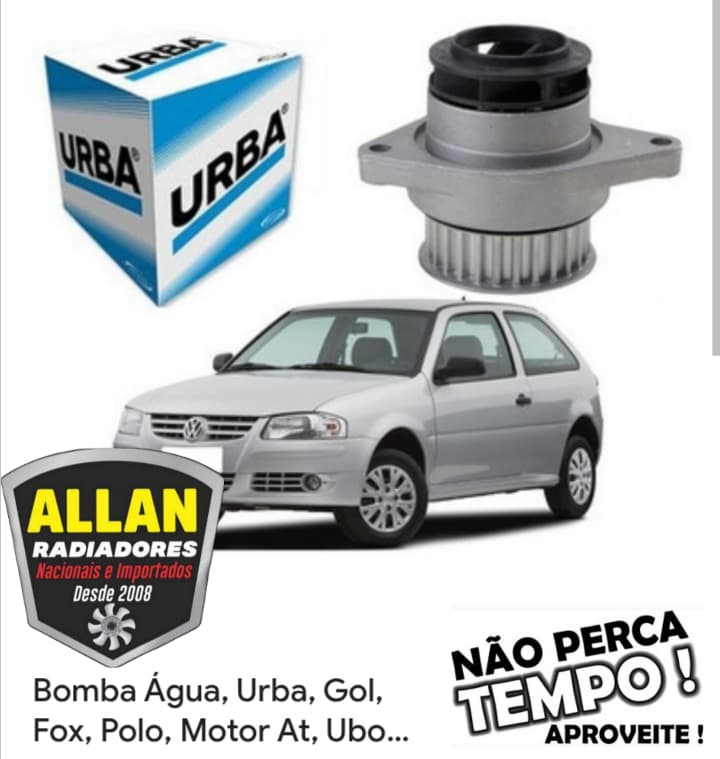 URBA®
URBA®
URBA®
ALLAN
RADIADORES
Nacionais e Importados
Desde 2008
NÃO PERCA
TEMPO !
APROVEITE !
Bomba Água, Urba, Gol,
Fox, Polo, Motor At, Ubo...